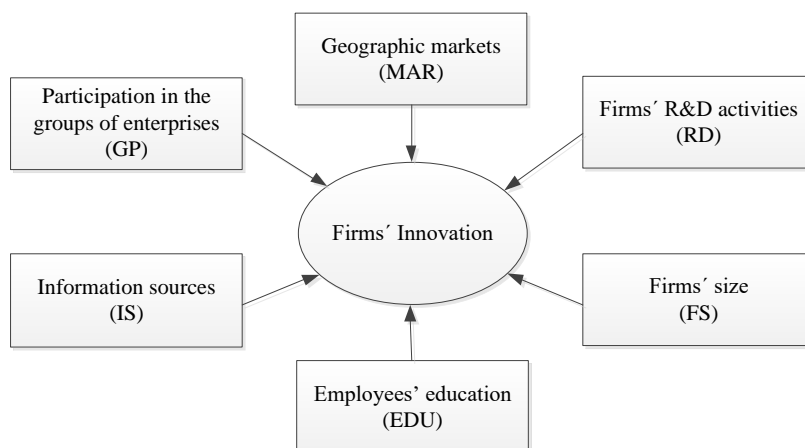 Geographic markets
(MAR)
Participation in the
groups of enterprises
(GP)
Firms´ R&D activities
(RD)
Firms´ Innovation
Information sources
(IS)
Firms´ size
(FS)
Employees’ education
(EDU)